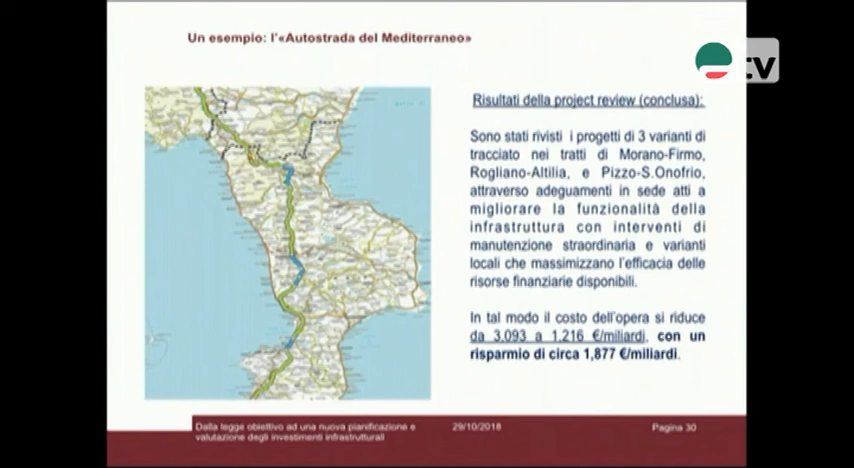 Un esempio: l'«Autostrada del Mediterraneo»
tv
Risultati della project review (conclusa):
Sono stati rivisti i progetti di 3 varianti di
tracciato nei tratti di Morano-Firmo,
Rogliano-Altilia, e Pizzo-S.Onofrio,
attraverso adeguamenti in sede atti a
migliorare la funzionalità della
infrastruttura con interventi di
manutenzione straordinaria e varianti
locali che massimizzano l'efficacia delle
risorse finanziarie disponibili.
In tal modo il costo dell'opera si riduce
da 3.093 a 1.216 €/miliardi, con un
risparmio di circa 1,877 €/miliardi.
Dalla legge obiettivo ad una nuova pianificazione e
valutazione degli investimenti infrastrutturali
29/10/2018
Pagina 30